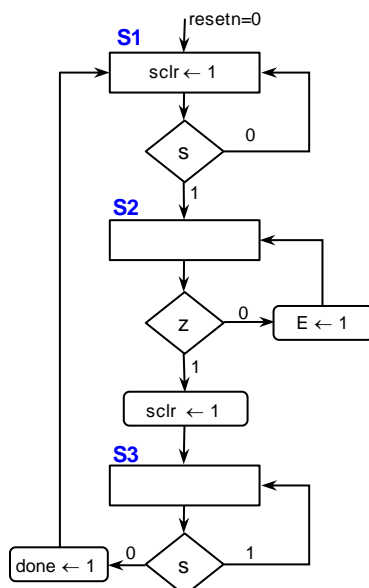 resetn=0
S1
sclr ← 1
0
s
1
S2
z
0
E ← 1
1
sclr ← 1
S3
done ← 1
0
s
1